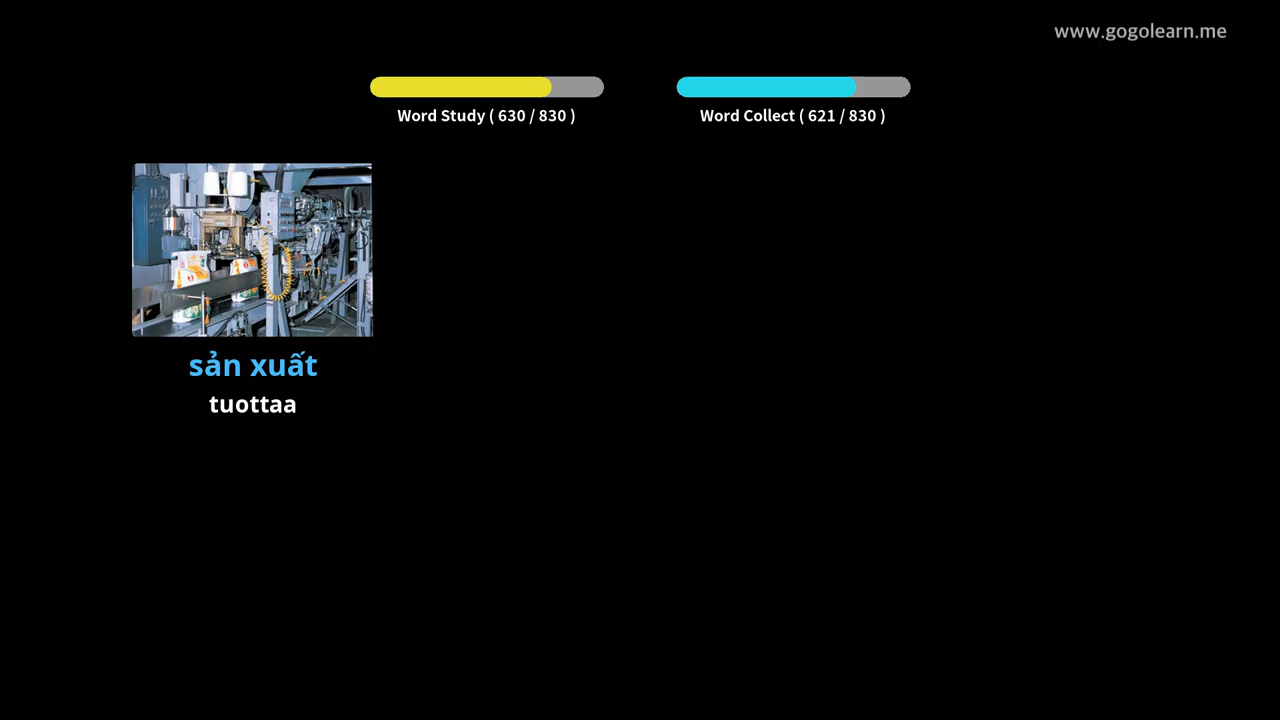 www.gogolearn.me
Word Study ( 630 / 830 )
Word Collect ( 621 / 830 )
sản xuất
tuottaa